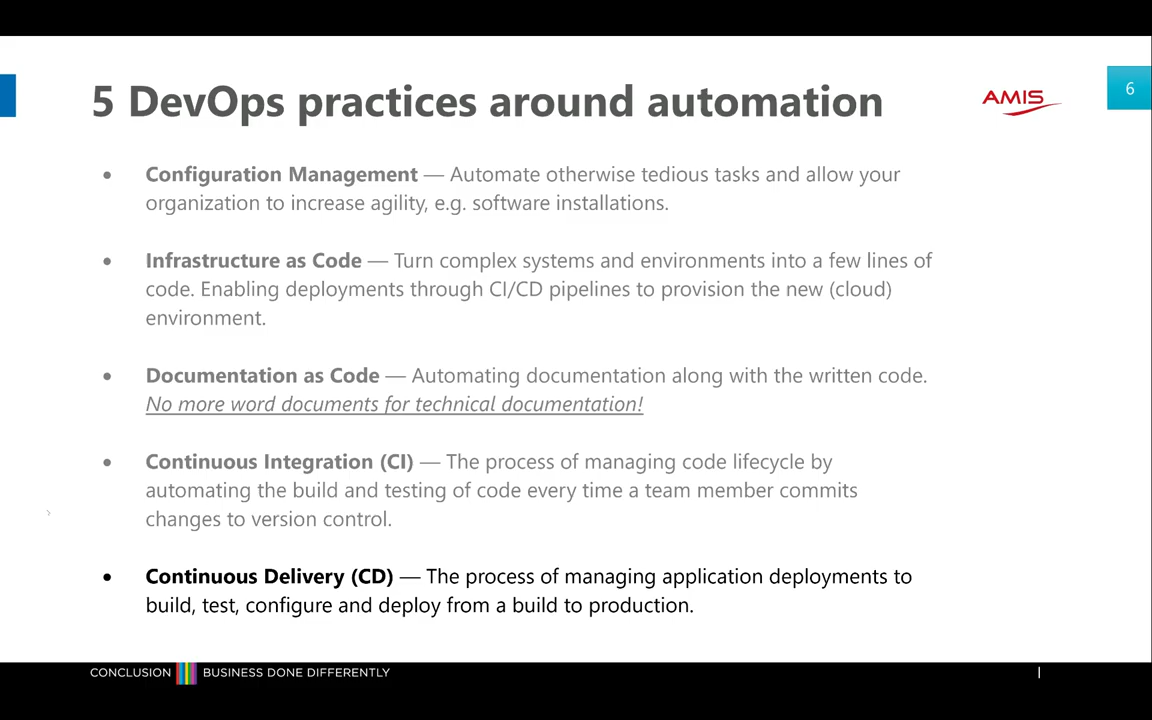 5 DevOps practices around automation
AMIS
6
• Configuration Management — Automate otherwise tedious tasks and allow your
organization to increase agility, e.g. software installations.
• Infrastructure as Code — Turn complex systems and environments into a few lines of
code. Enabling deployments through CI/CD pipelines to provision the new (cloud)
environment.
• Documentation as Code — Automating documentation along with the written code.
No more word documents for technical documentation!
• Continuous Integration (CI) — The process of managing code lifecycle by
automating the build and testing of code every time a team member commits
changes to version control.
• Continuous Delivery (CD) — The process of managing application deployments to
build, test, configure and deploy from a build to production.
CONCLUSION BUSINESS DONE DIFFERENTLY |